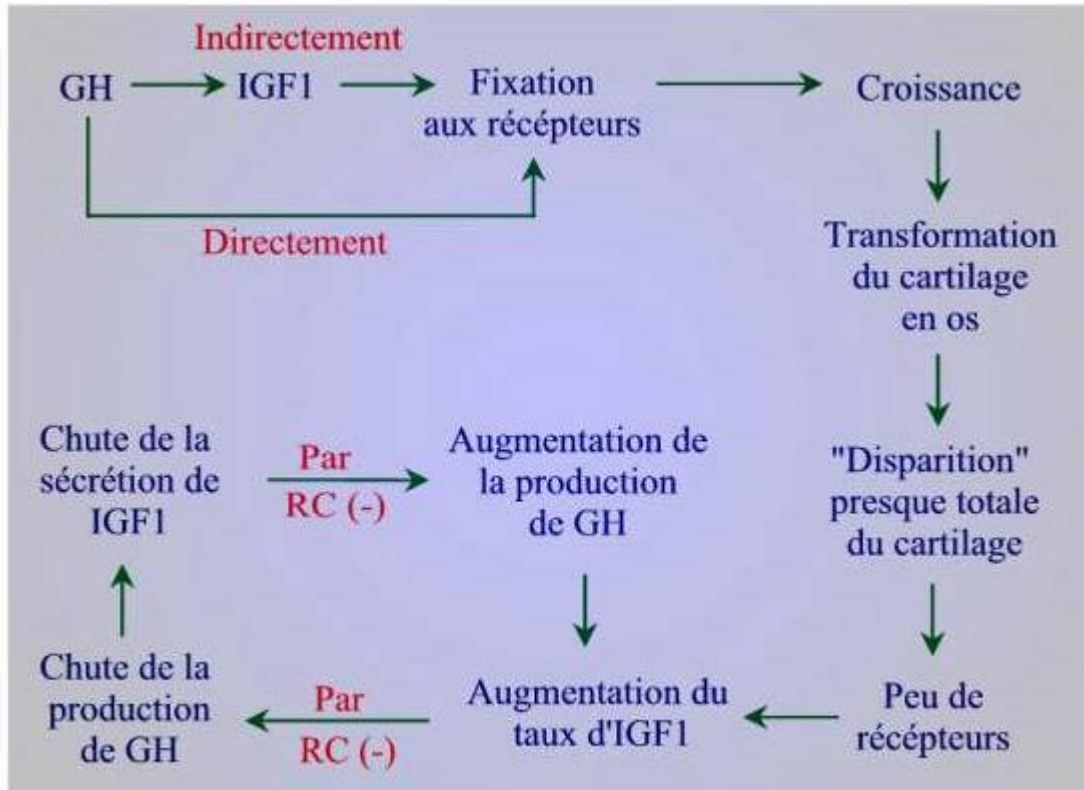 Indirectement
GH
IGF1
Fixation
aux récépteurs
Croissance
Directement
Transformation
du cartilage
en os
Chute de la
sécrétion de
IGF1
Par
RC (-)
Augmentation de
la production
de GH
"Disparition"
presque totale
du cartilage
Chute de la
production
de GH
Par
RC (-)
Augmentation du
taux d'IGF1
Peu de
récépteurs